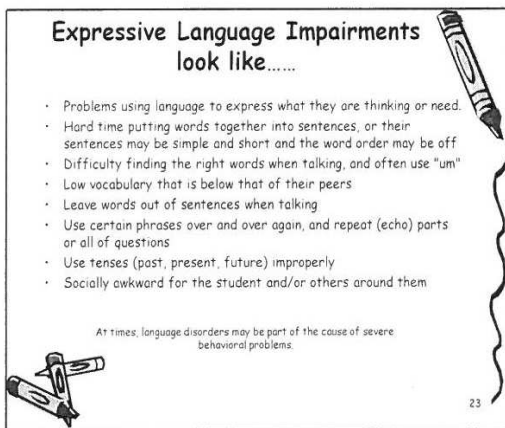 Expressive Language Impairments
look like......
· Problems using language to express what they are thinking or need.
· Hard time putting words together into sentences, or their
sentences may be simple and short and the word order may be off
· Difficulty finding the right words when talking, and often use "um"
· Low vocabulary that is below that of their peers
· Leave words out of sentences when talking
· Use certain phrases over and over again, and repeat (echo) parts
or all of questions
· Use tenses (past, present, future) improperly
· Socially awkward for the student and/or others around them
At times, language disorders may be part of the cause of severe
behavioral problems.
23